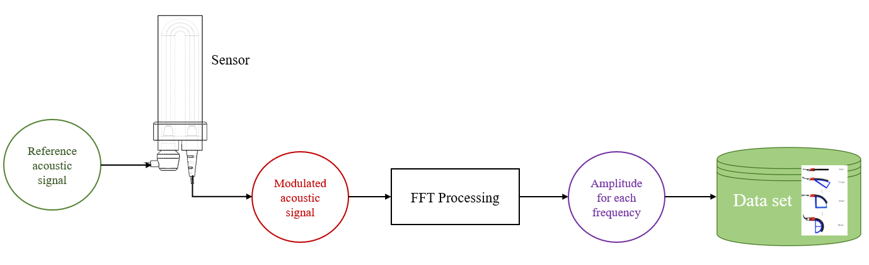 Sensor
Reference
acoustic
signal
Modulated
acoustic
signal
FFT Processing
Amplitude
for each
frequency
Data set